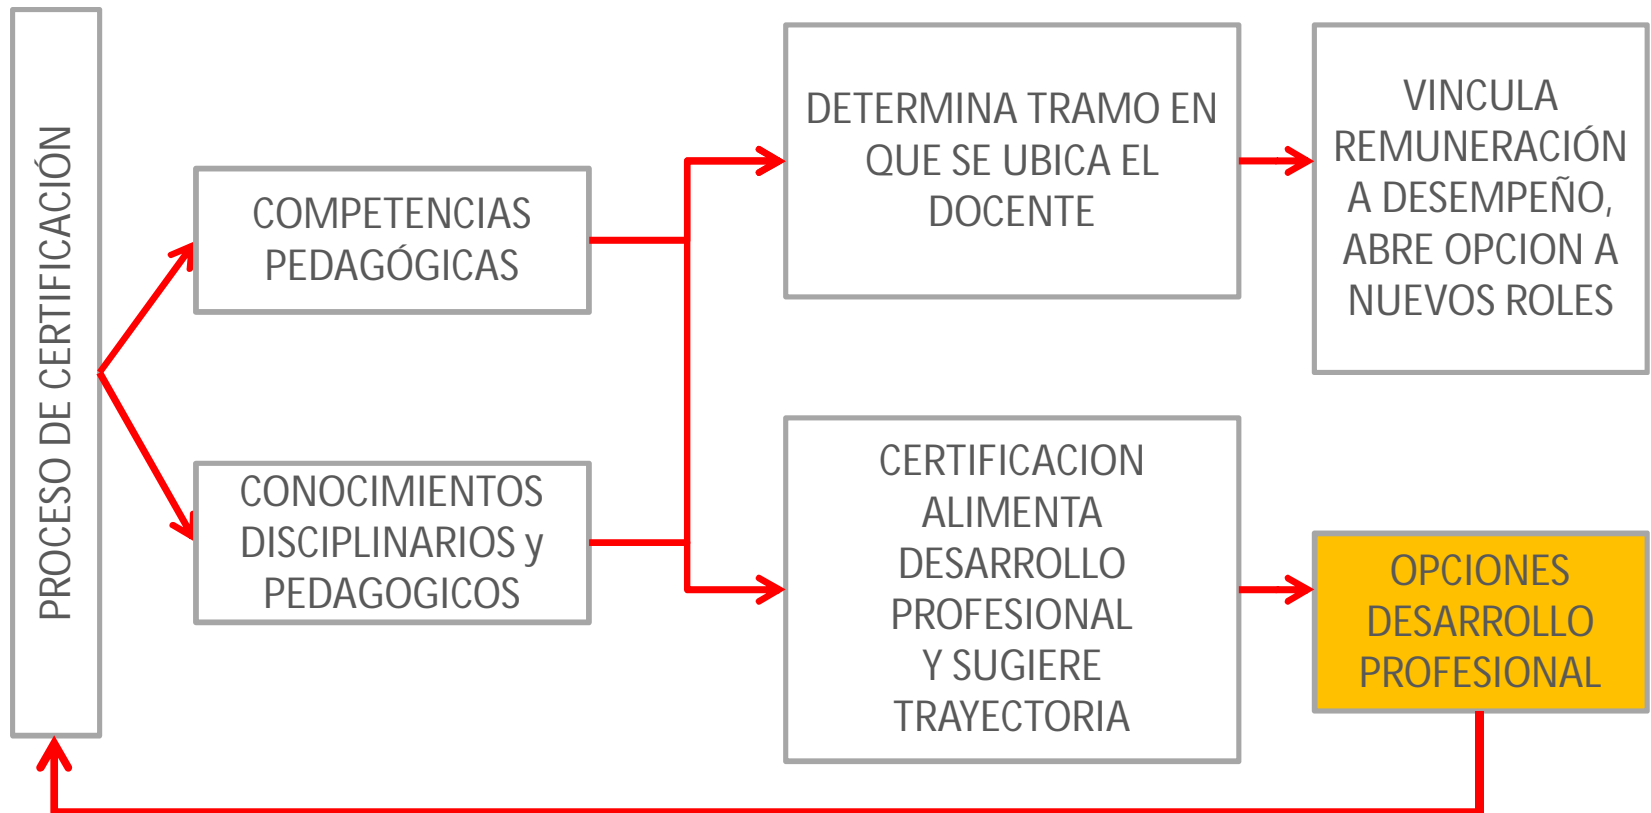 PROCESO DE CERTIFICACIÓN
COMPETENCIAS
PEDAGÓGICAS
CONOCIMIENTOS
DISCIPLINARIOS y
PEDAGOGICOS
DETERMINA TRAMO EN
QUE SE UBICA EL
DOCENTE
VINCULA
REMUNERACIÓN
A DESEMPEÑO,
ABRE OPCION A
NUEVOS ROLES
CERTIFICACION
ALIMENTA
DESARROLLO
PROFESIONAL
Y SUGIERE
TRAYECTORIA
OPCIONES
DESARROLLO
PROFESIONAL